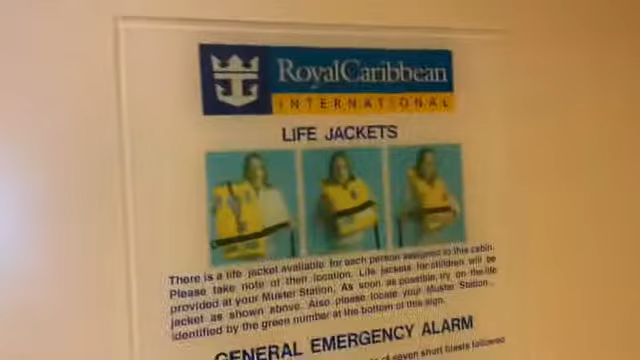 RoyalCaribbean
INTERNATIONAL
LIFE JACKETS
There is a life jacket available for each person assigned to this cabin.
Please take note of their location. Life jackets for children will be
provided at your Muster Station. As soon as possible, try on the life
jacket as shown above. Also please locate your Muster Station,
identified by the green number at the bottom of this sign.
GENERAL EMERGENCY ALARM
of seven short blasts followed